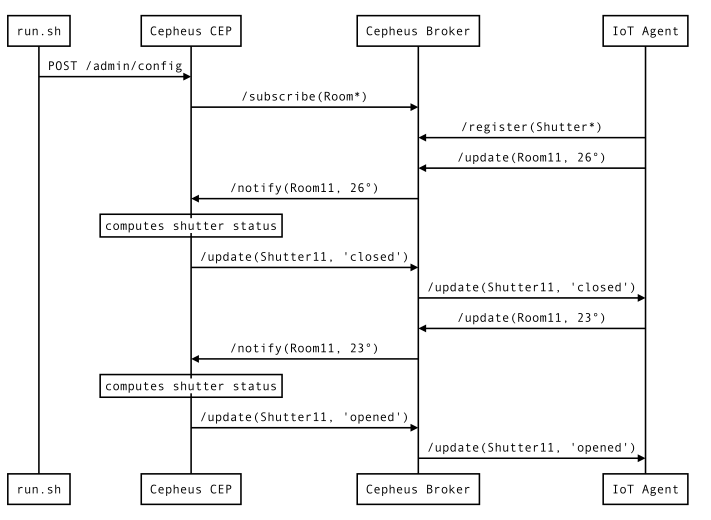 run.sh
Cepheus CEP
Cepheus Broker
IoT Agent
POST /admin/config
/subscribe(Room*)
/register(Shutter*)
/update(Room11, 26°)
/notify(Room11, 26°)
computes shutter status
/update(Shutter11, 'closed')
/update(Shutter11, 'closed')
/update(Room11, 23°)
/notify(Room11, 23°)
computes shutter status
/update(Shutter11, 'opened')
/update(Shutter11, 'opened')
run.sh
Cepheus CEP
Cepheus Broker
IoT Agent